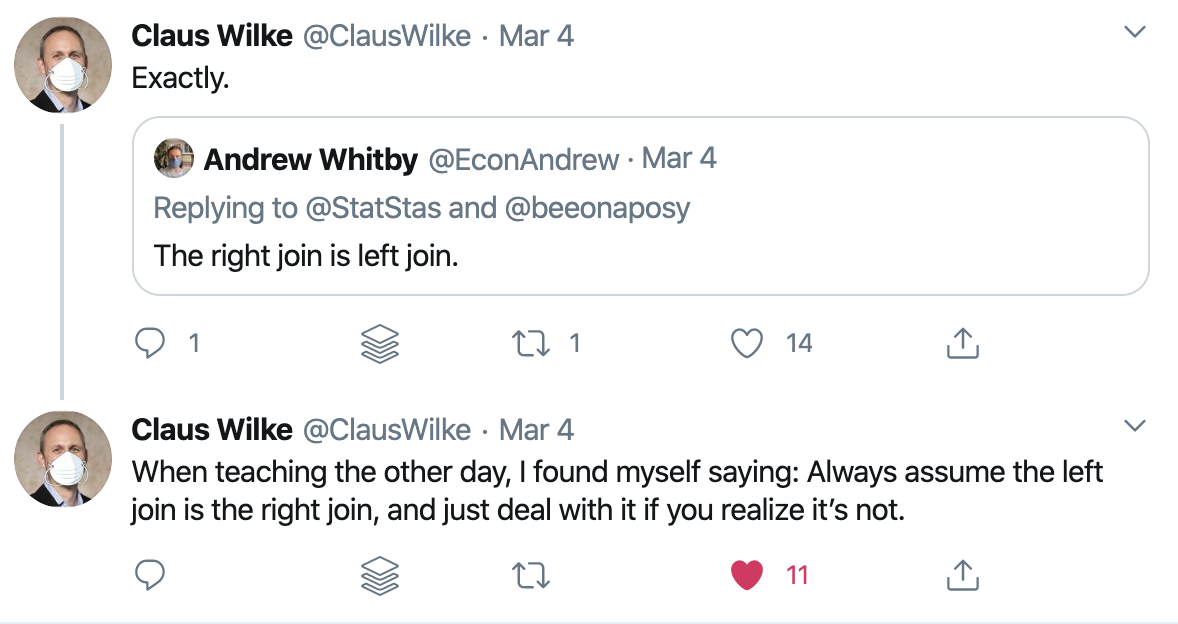 Claus Wilke @ClausWilke · Mar 4
Exactly.
Andrew Whitby @EconAndrew · Mar 4
Replying to @StatStas and @beeonaposy
The right join is left join.
1 1 14
Claus Wilke @ClausWilke · Mar 4
When teaching the other day, I found myself saying: Always assume the left
join is the right join, and just deal with it if you realize it’s not.
11